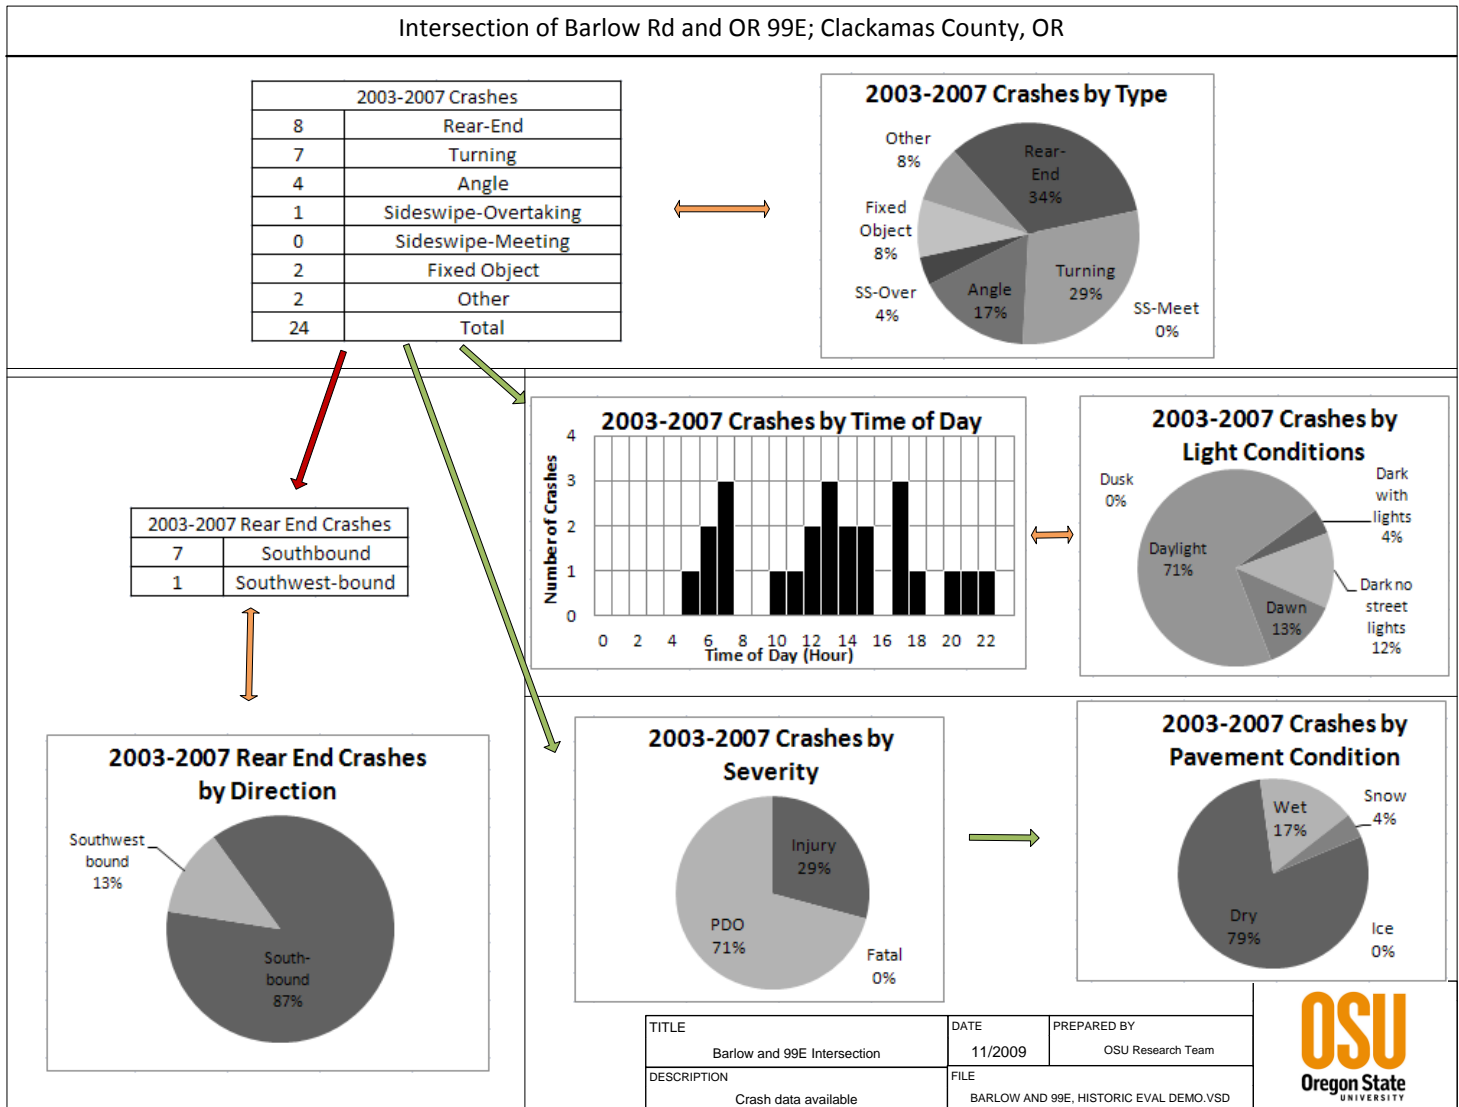 Intersection of Barlow Rd and OR 99E; Clackamas County, OR
2003-2007 Crashes
8 Rear-End
7 Turning
4 Angle
1 Sideswipe-Overtaking
0 Sideswipe-Meeting
2 Fixed Object
2 Other
24 Total
2003-2007 Crashes by Type
Other
8%
Rear-
End
34%
Fixed
Object
8%
Turning
29%
Angle
17%
SS-Over
4%
SS-Meet
0%
2003-2007 Rear End Crashes
7 Southbound
1 Southwest-bound
2003-2007 Rear End Crashes
by Direction
Southwest
bound
13%
South-
bound
87%
2003-2007 Crashes by Time of Day
Number of Crashes
4
3
2
1
0
0 2 4 6 8 10 12 14 16 18 20 22
Time of Day (Hour)
2003-2007 Crashes by
Light Conditions
Dusk
0%
Dark
with
lights
4%
Daylight
71%
Dark no
street
lights
12%
Dawn
13%
2003-2007 Crashes by
Severity
Injury
29%
PDO
71%
Fatal
0%
2003-2007 Crashes by
Pavement Condition
Wet
17%
Snow
4%
Dry
79%
Ice
0%
TITLE
Barlow and 99E Intersection
DATE
11/2009
PREPARED BY
OSU Research Team
DESCRIPTION
Crash data available
FILE
BARLOW AND 99E, HISTORIC EVAL DEMO.VSD
OSU
Oregon State
UNIVERSITY